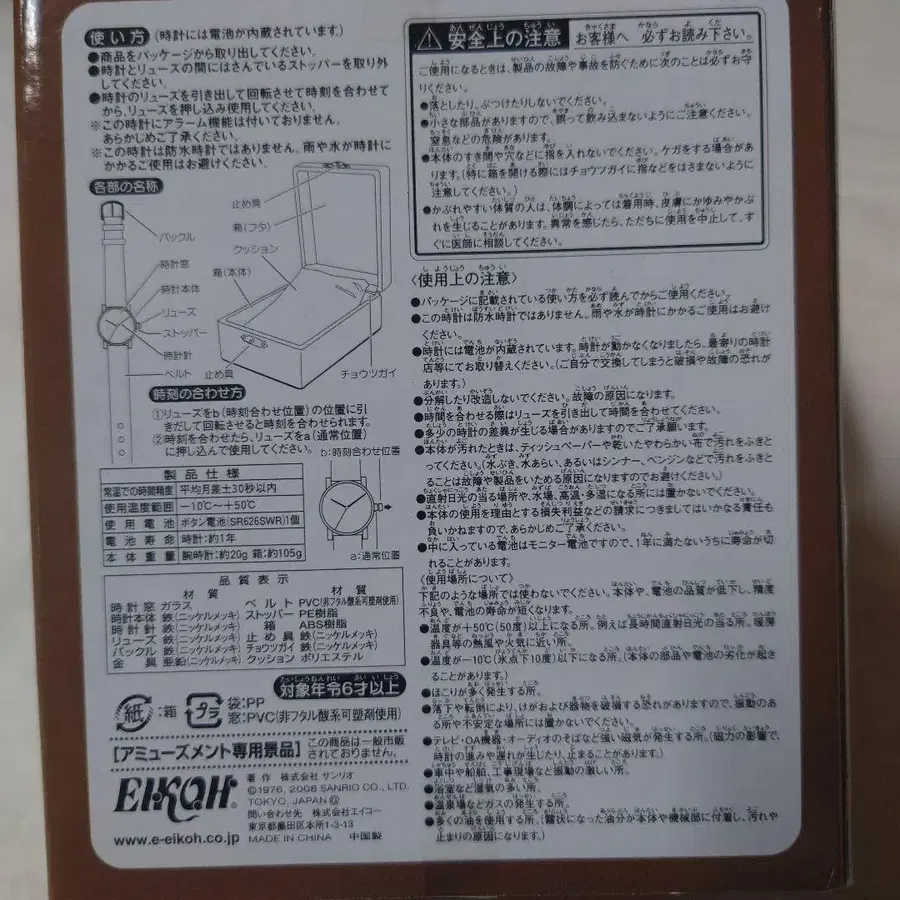 使い方 (時計には電池が内蔵されています)
●商品をパッケージから取り出してください。
●時計とリューズの間にはさんでいるストッパーを取り外
してください。
●時計のリューズを引き出して回転させて時刻を合わせて
から、リューズを押し込み使用してください。
※この時計にアラーム機能は付いておりません。
あらかじめご了承ください。
※この時計は防水時計ではありません。雨や水が時計に
かかるご使用はお避けください。
各部の名称
止め具
箱(フタ)
クッション
箱(本体)
バックル
時計窓
時計本体
リューズ
ストッパー
時計針
ベルト
止め具
チョウツガイ
時刻の合わせ方
①リューズをb(時刻合わせ位置)の位置に引
きだして回転させると時刻を合わせられます。
②時刻を合わせたら、リューズをa(通常位置)
に押し込んで使用してください。
b:時刻合わせ位置
a:通常位置
製品仕様
常温での時間精度 平均月差±30秒以内
使用温度範囲 −10℃〜+50℃
使用電池 ボタン電池(SR626SWR)1個
電池寿命 時計:約1年
本体重量 腕時計:約20g 箱:約105g
品質表示
材質 材質
時計窓 ガラス ベルト PVC(非フタル酸系可塑剤使用)
時計本体 鉄(ニッケルメッキ) ストッパー PE樹脂
時計針 鉄(ニッケルメッキ) 箱 ABS樹脂
リューズ 鉄(ニッケルメッキ) 止め具 鉄(ニッケルメッキ)
バックル 鉄(ニッケルメッキ) チョウツガイ 鉄(ニッケルメッキ)
金具 亜鉛(ニッケルメッキ) クッション ポリエステル
対象年令6才以上
紙 :箱 プラ 袋:PP
窓:PVC(非フタル酸系可塑剤使用)
[アミューズメント専用景品] この商品は一般市販
されておりません。
EIKOH
著作 株式会社 サンリオ
©1976, 2008 SANRIO CO., LTD.
TOKYO, JAPAN Ⓛ
問い合わせ先 株式会社エイコー
東京都墨田区本所1-3-13
www.e-eikoh.co.jp MADE IN CHINA 中国製
⚠安全上の注意 お客様へ 必ずお読み下さい。
ご使用になるときは、製品の故障や事故を防ぐために次のことは必ずお守
りください。
●落としたり、ぶつけたりしないでください。
●小さな部品がありますので、誤って飲み込まないようにご注意ください。
窒息などの危険があります。
●本体のすき間や穴などに指を入れないでください。ケガをする場合があり
ます。(特に箱を開ける際にはチョウツガイに指などをはさまないように
注意してください。)
●かぶれやすい体質の人は、体調によっては着用時、皮膚にかゆみやかぶ
れを生じることがあります。異常を感じたら、ただちに使用を中止して、す
ぐに医師に相談してください。
〈使用上の注意〉
●パッケージに記載されている使い方を必ず読んでからご使用ください。
●この時計は防水時計ではありません。雨や水が時計にかかるご使用はお避け
ください。
●時計には電池が内蔵されています。時計が動かなくなりましたら、最寄りの時計
店等にてお取り替えください。(ご自分で交換してしまうと破損や故障の恐れが
あります。)
●分解したり改造しないでください。故障の原因になります。
●時間を合わせる際はリューズを引き出して時間を合わせてください。
●多少の時計の差異が生じる場合がありますのでご了承願います。
●本体が汚れたときは、ティッシュペーパーや乾いたやわらかい布で汚れをふきと
ってください。(水ぶき、水あらい、あるいはシンナー、ベンジンなどで汚れをふきと
ることは故障や製品をいためる原因になりますのでお避けください。)
●直射日光の当る場所や、水場、高温・多湿になる所には置かないでください。
●本体の使用を理由とする損失利益などの請求につきましてはいかなる責任も
負いかねますので、あらかじめご了承ください。
●中に入っている電池はモニター電池ですので、1年に満たないうちに寿命が切
れることがあります。
〈使用場所について〉
下記のような場所では使わないでください。本体や、電池の品質が低下し、精度
不良や、電池の寿命が短くなります。
●温度が+50℃(50度)以上になる所。例えば長時間直射日光の当る所、暖房
器具等の熱風や火気に近い所。
●温度が−10℃(氷点下10度)以下になる所。(本体の部品や電池の劣化が起き
ることがあります。)
●ほこりが多く発生する所。
●落下や転倒により、けがおよび器物を破損する恐れがありますので、振動のあ
る所や不安定な場所には置かないでください。
●テレビ・OA機器・オーディオのそばなど強い磁気が発生する所。(磁力の影響で、
時計の進みや遅れが生じたり、止まることがあります。)
●車中や船舶、工事現場など振動の激しい所。
●浴室など湿気の多い所。
●温泉場などガスの発生する所。
●多くの油を使用する所。(霧状になった油分が本体や機械部に付着し、汚れや
止まりの原因になります。)